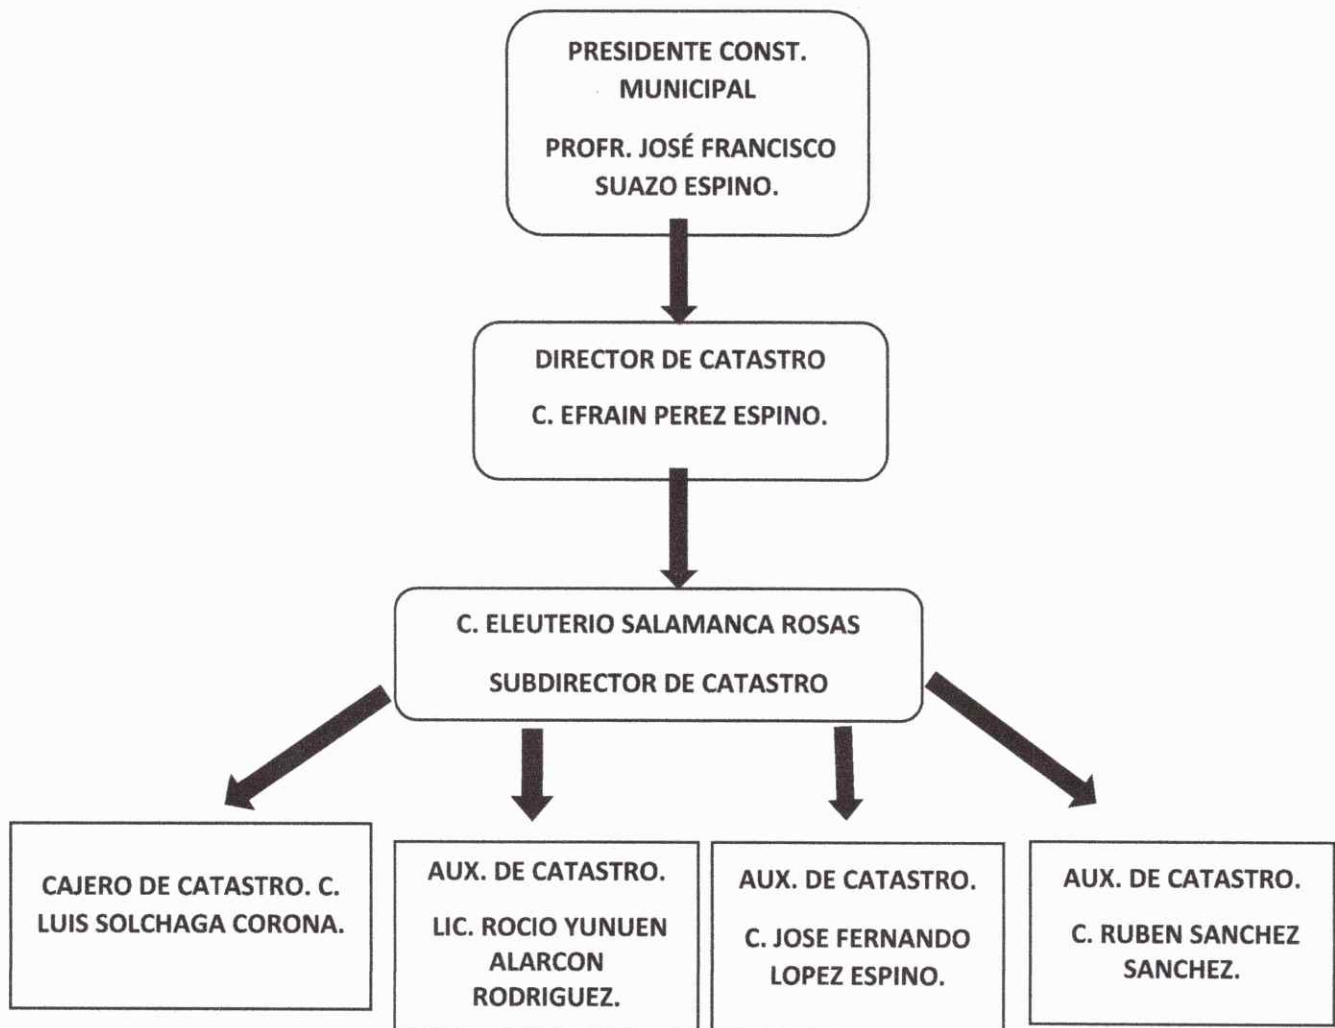 PRESIDENTE CONST.
MUNICIPAL
PROFR. JOSÉ FRANCISCO
SUAZO ESPINO.
DIRECTOR DE CATASTRO
C. EFRAIN PEREZ ESPINO.
C. ELEUTERIO SALAMANCA ROSAS
SUBDIRECTOR DE CATASTRO
CAJERO DE CATASTRO. C.
LUIS SOLCHAGA CORONA.
AUX. DE CATASTRO.
LIC. ROCIO YUNUEN
ALARCON
RODRIGUEZ.
AUX. DE CATASTRO.
C. JOSE FERNANDO
LOPEZ ESPINO.
AUX. DE CATASTRO.
C. RUBEN SANCHEZ
SANCHEZ.